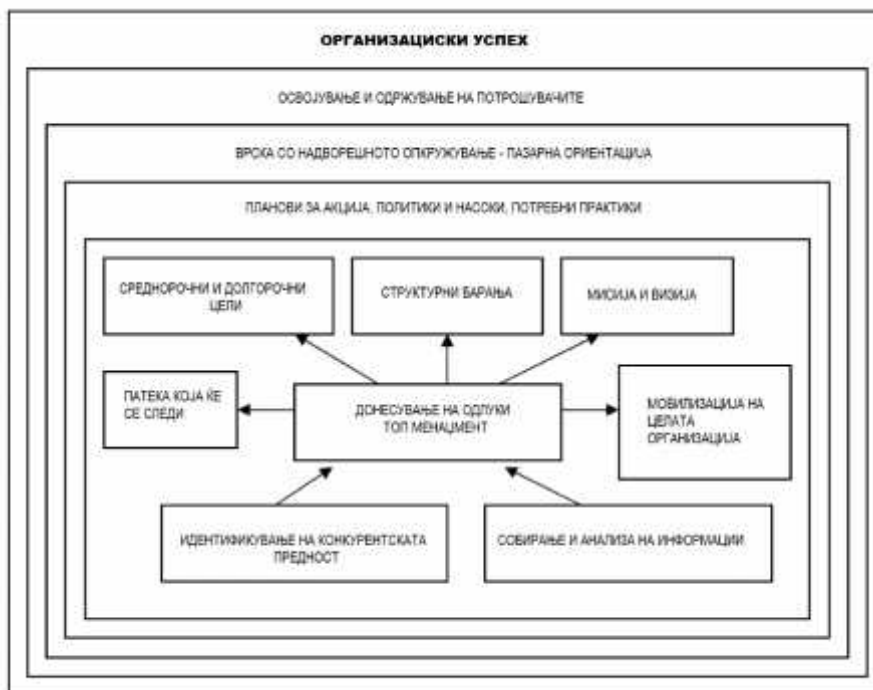 ОРГАНИЗАЦИСКИ УСПЕХ
ОСВОЈУВАЊЕ И ОДРЖУВАЊЕ НА ПОТРОШУВАЧИТЕ
ВРСКА СО НАДВОРЕШНОТО ОПКРУЖУВАЊЕ - ПАЗАРНА ОРИЕНТАЦИЈА
ПЛАНОВИ ЗА АКЦИЈА, ПОЛИТИКИ И НАСОКИ, ПОТРЕБНИ ПРАКТИКИ
СРЕДНОРОЧНИ И ДОЛГОРОЧНИ
ЦЕЛИ
СТРУКТУРНИ БАРАЊА
МИСИЈА И ВИЗИЈА
ПАТЕКА КОЈА ЌЕ
СЕ СЛЕДИ
ДОНЕСУВАЊЕ НА ОДЛУКИ
ТОП МЕНАЏМЕНТ
МОБИЛИЗАЦИЈА НА
ЦЕЛАТА
ОРГАНИЗАЦИЈА
ИДЕНТИФИКУВАЊЕ НА КОНКУРЕНТСКАТА
ПРЕДНОСТ
СОБИРАЊЕ И АНАЛИЗА НА ИНФОРМАЦИИ